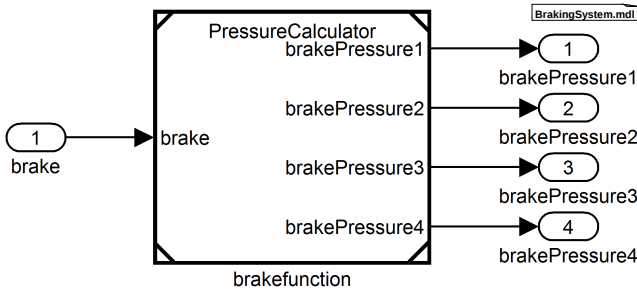 BrakingSystem.mdl
PressureCalculator
brakePressure1
1
brakePressure1
brakePressure2
2
brakePressure2
1
brake
brake
brakePressure3
3
brakePressure3
brakePressure4
4
brakePressure4
brakefunction